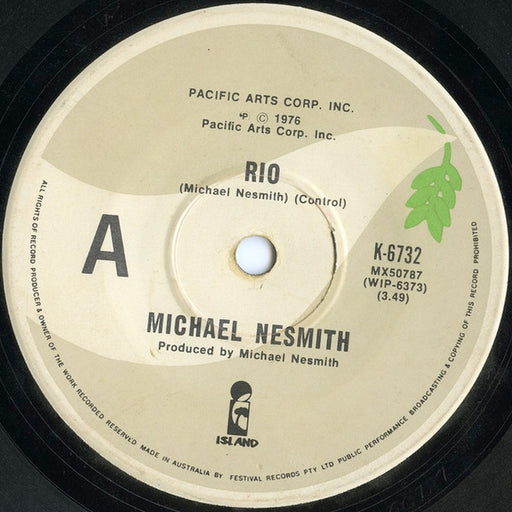 PACIFIC ARTS CORP. INC.
℗ © 1976
Pacific Arts Corp. Inc.
RIO
(Michael Nesmith) (Control)
A
K-6732
MX50787
(WIP-6373)
(3.49)
MICHAEL NESMITH
Produced by Michael Nesmith
ISLAND
ALL RIGHTS OF RECORD PRODUCER & OWNER OF THE WORK RECORDED RESERVED MADE IN AUSTRALIA BY FESTIVAL RECORDS PTY LTD PUBLIC PERFORMANCE BROADCASTING & COPYING OF THIS RECORD PROHIBITED